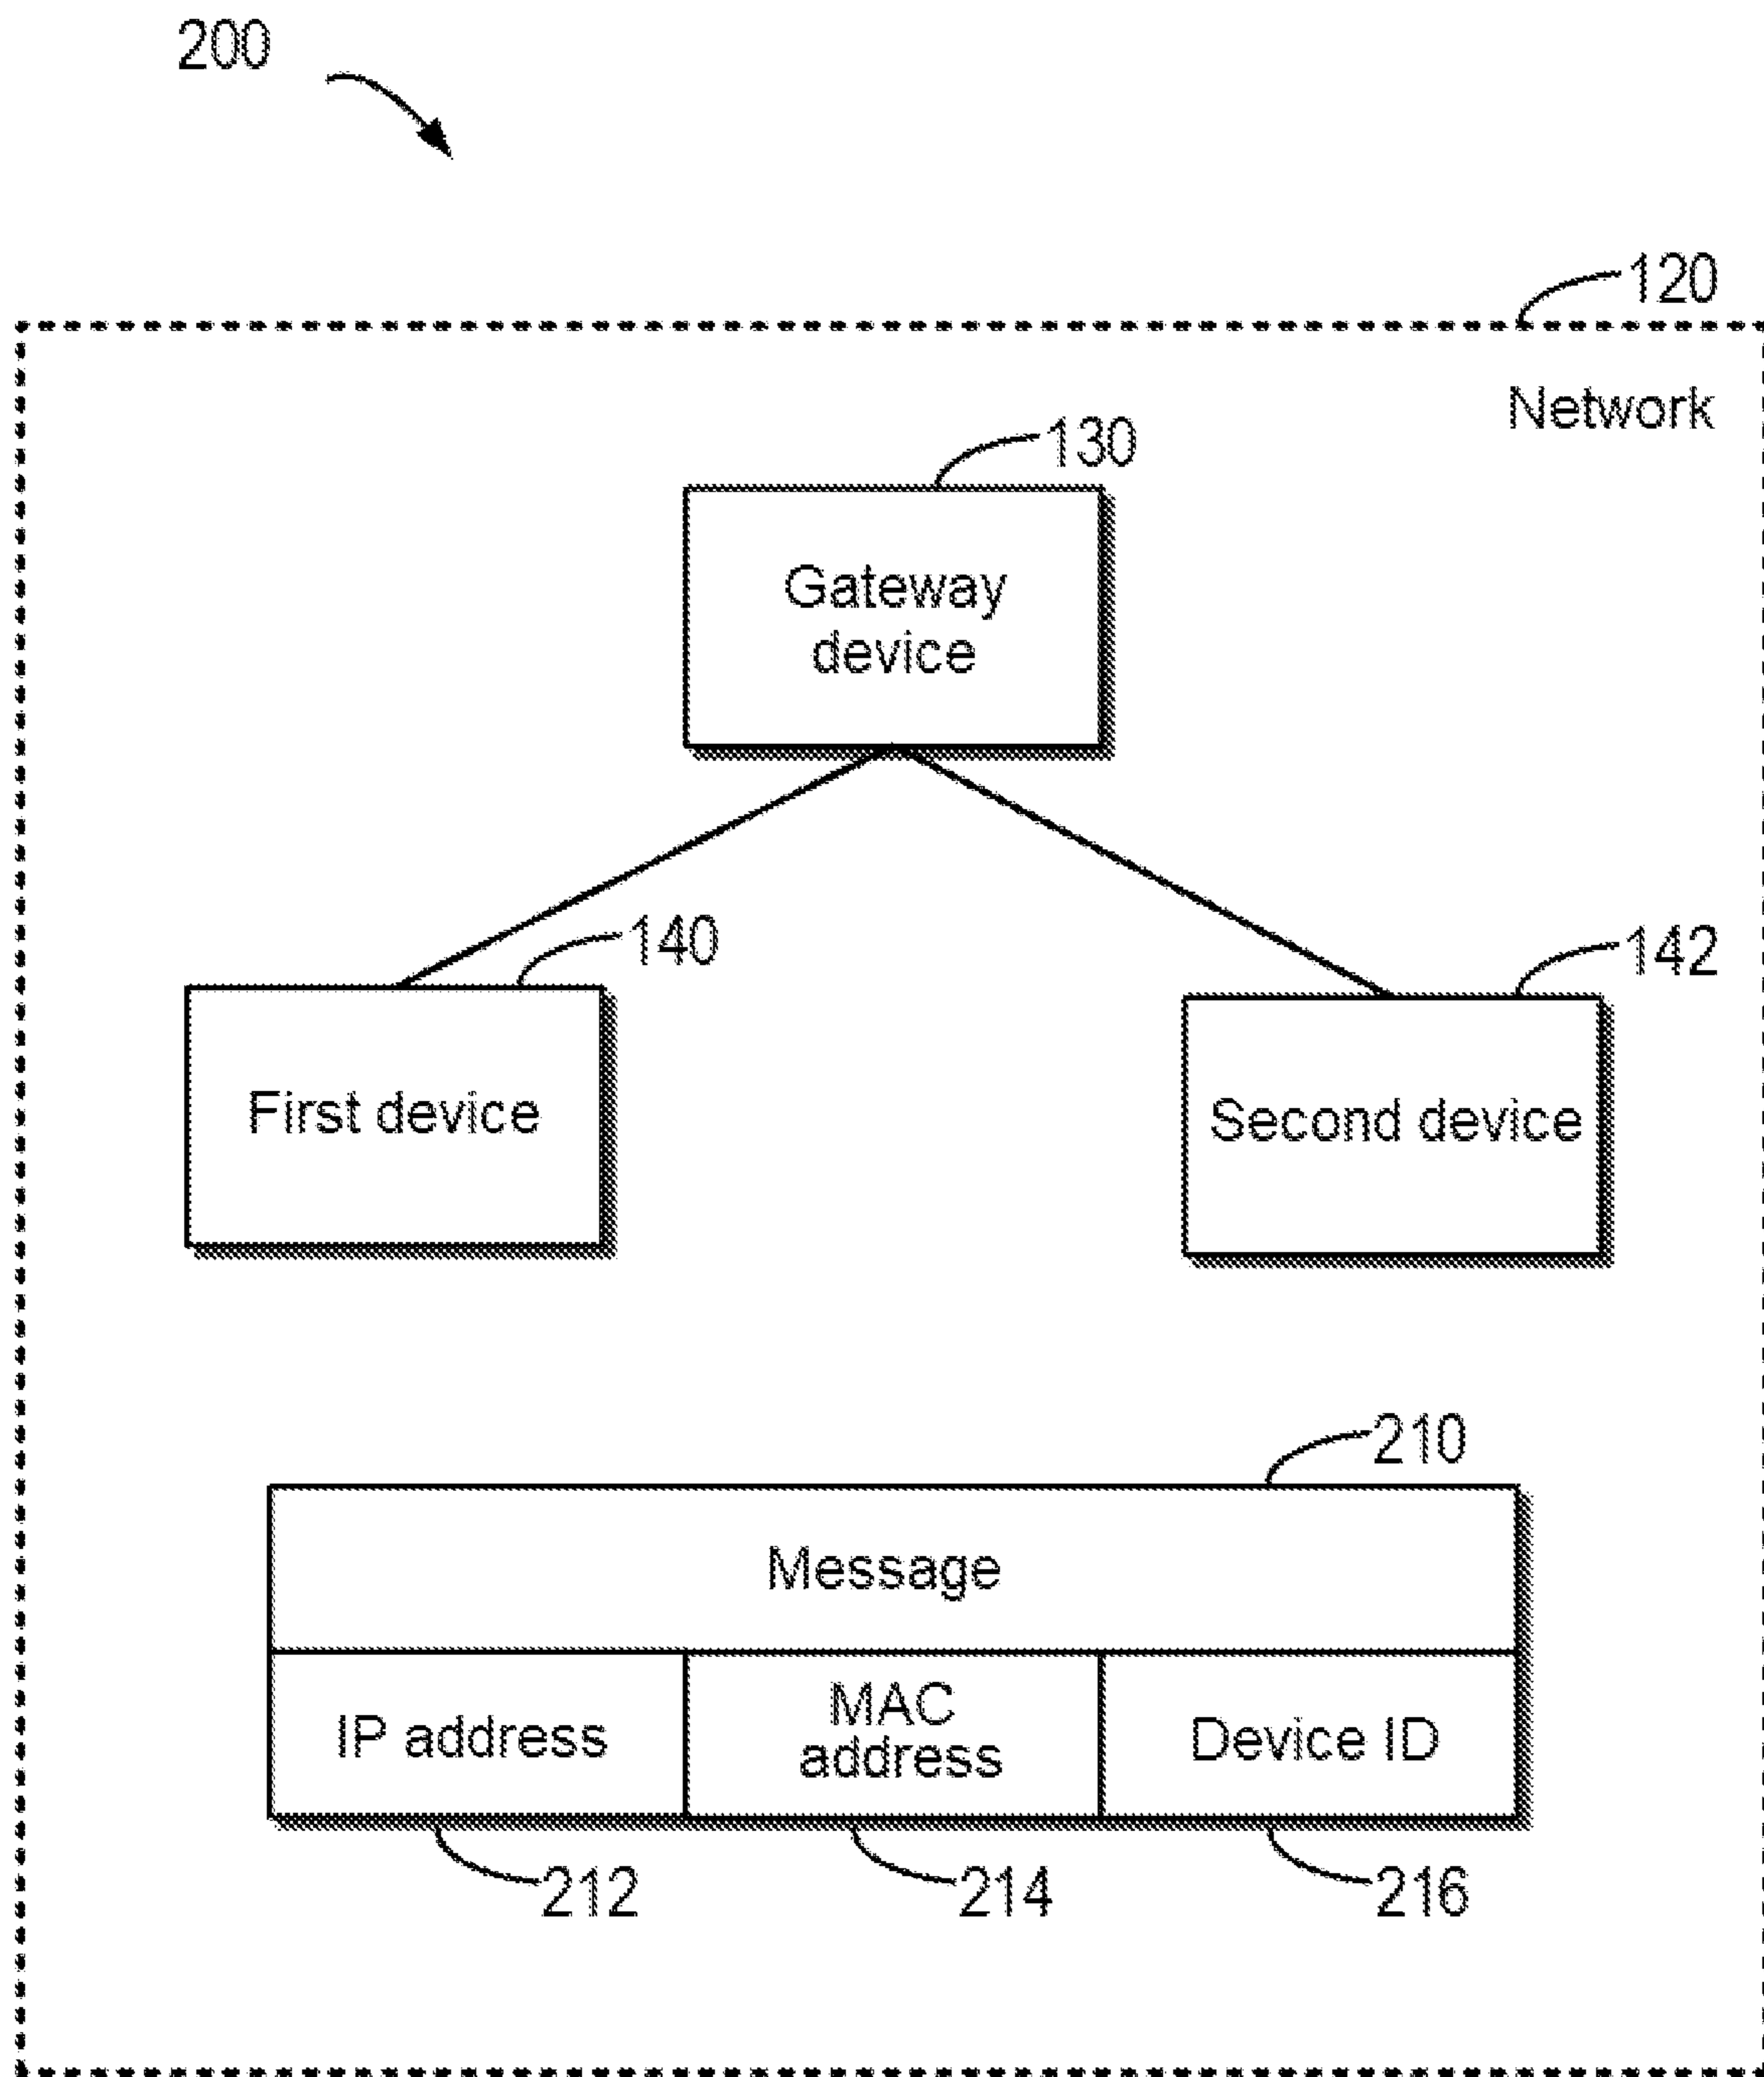 200
120
Network
130
Gateway
device
140
142
First device
Second device
210
Message
IP address
MAC
address
Device ID
212
214
216